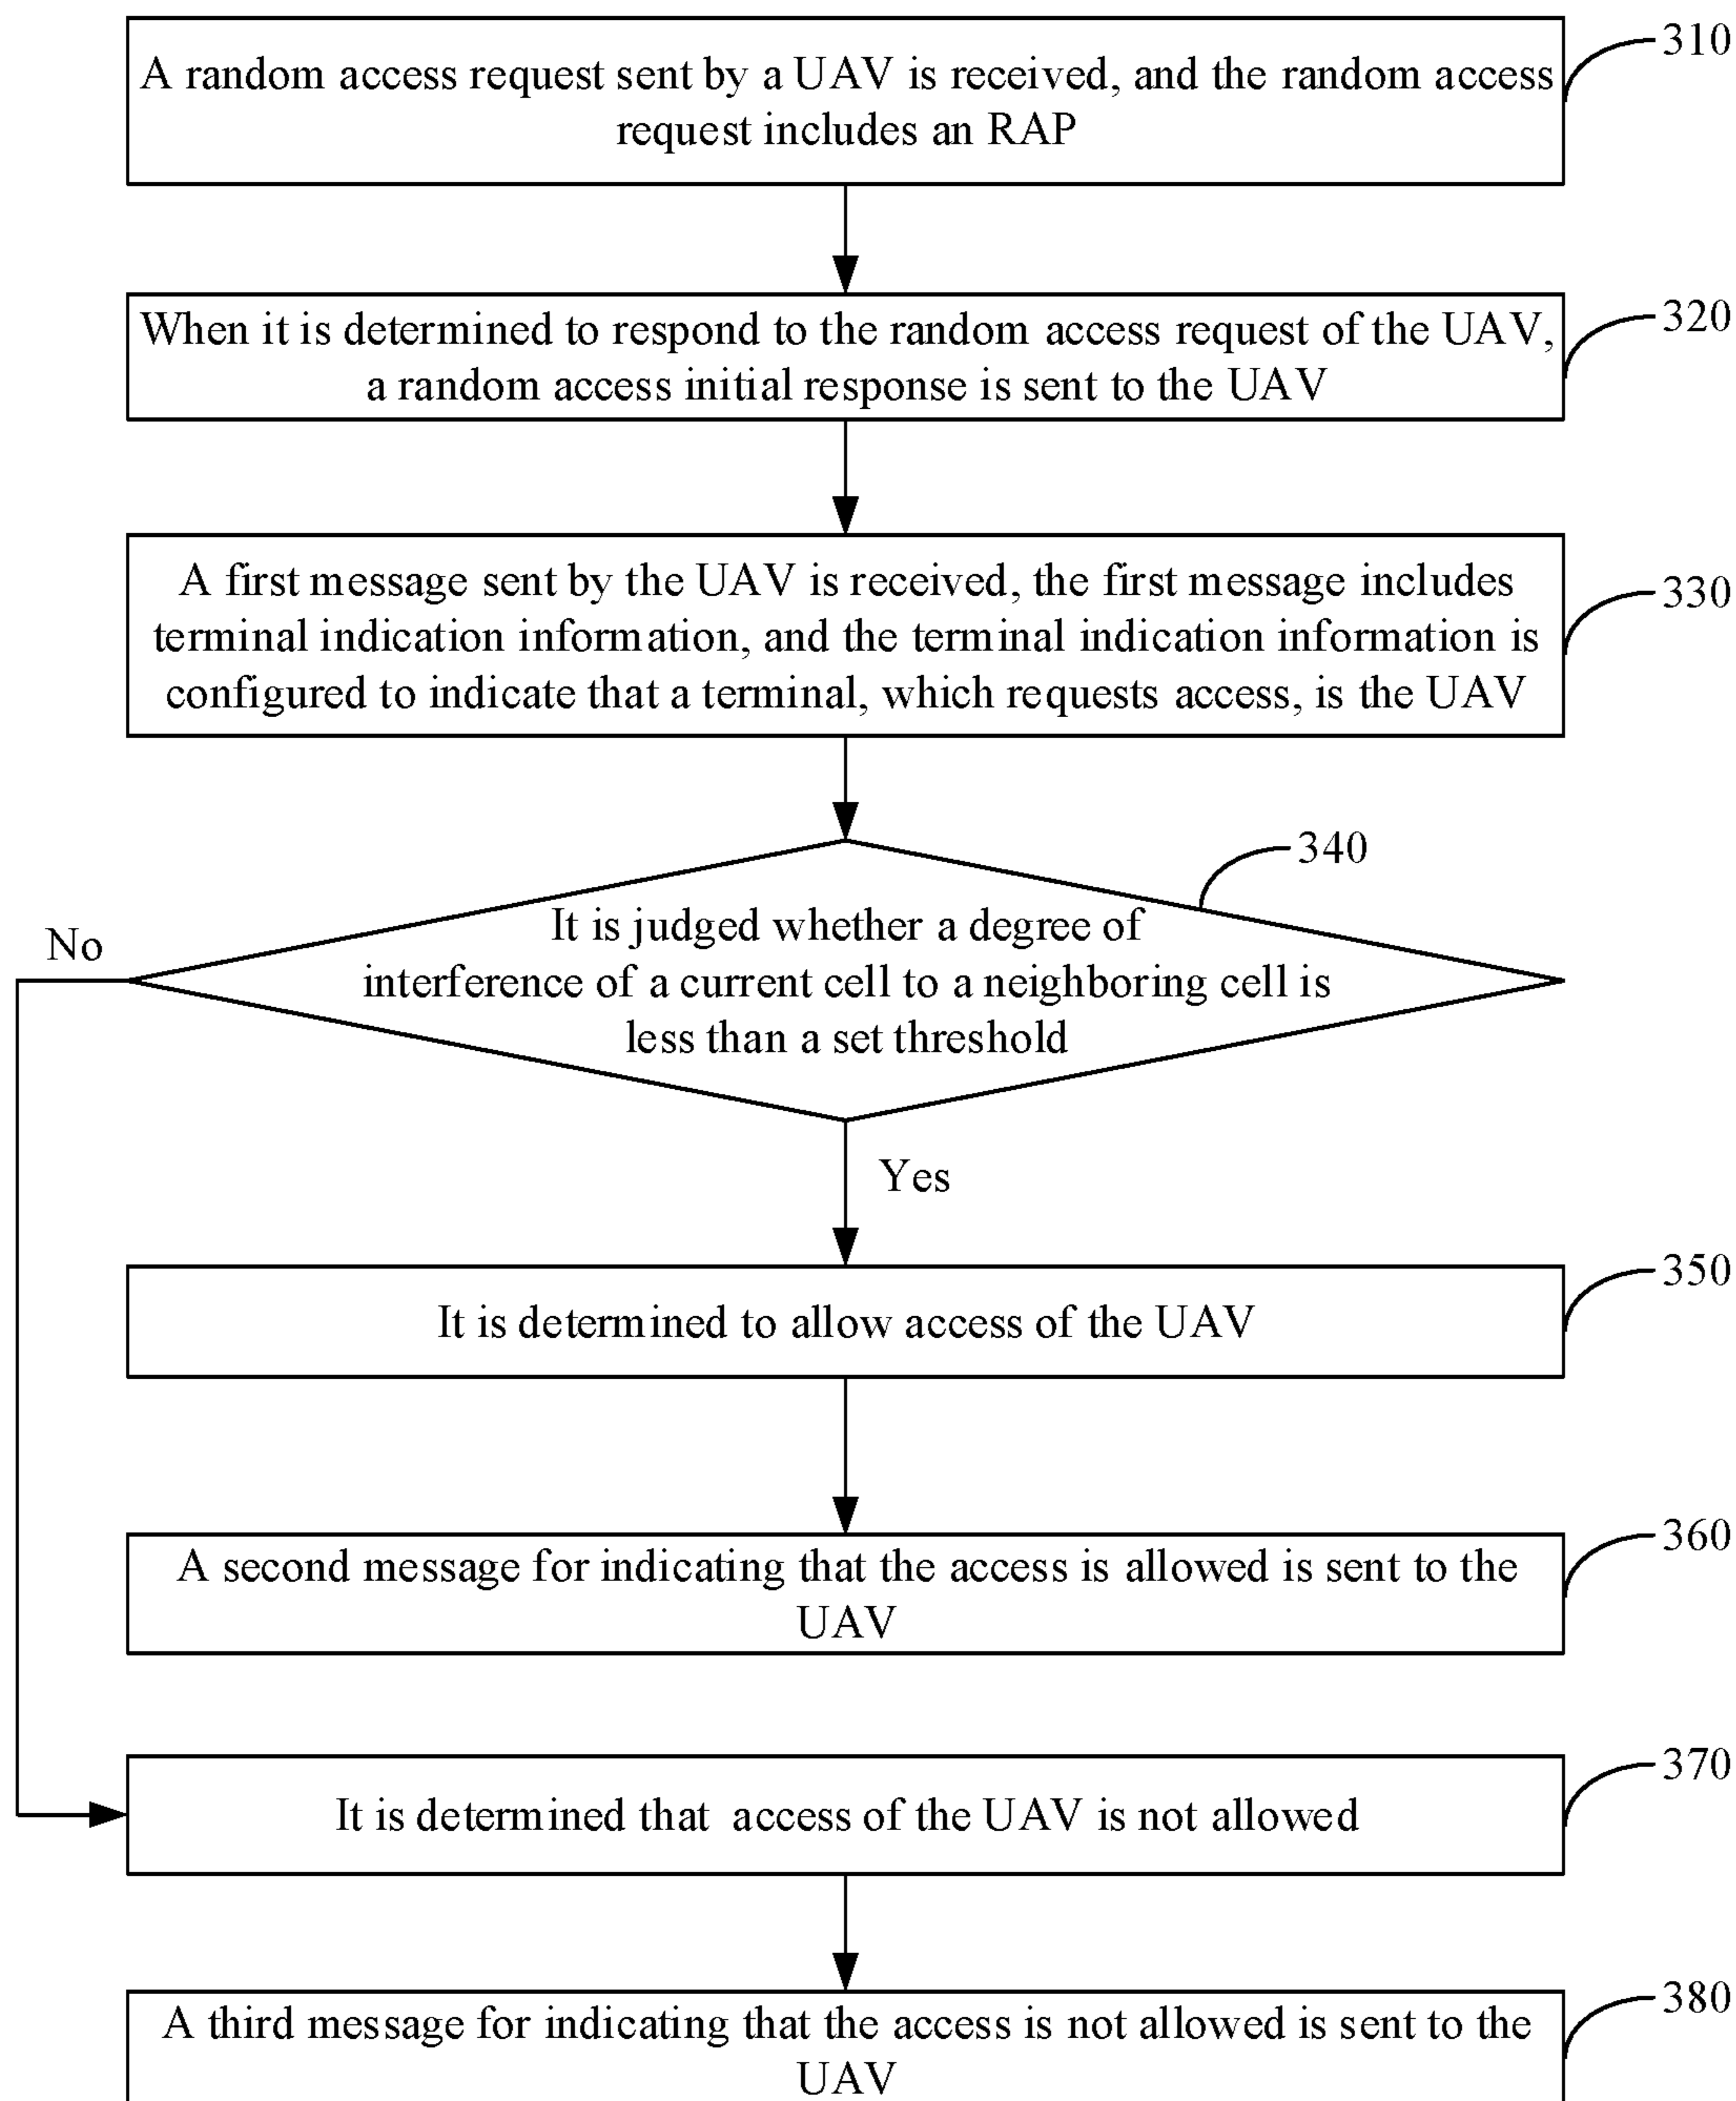 310
A random access request sent by a UAV is received, and the random access
request includes an RAP
320
When it is determined to respond to the random access request of the UAV,
a random access initial response is sent to the UAV
330
A first message sent by the UAV is received, the first message includes
terminal indication information, and the terminal indication information is
configured to indicate that a terminal, which requests access, is the UAV
340
It is judged whether a degree of
interference of a current cell to a neighboring cell is
less than a set threshold
No
Yes
350
It is determined to allow access of the UAV
360
A second message for indicating that the access is allowed is sent to the
UAV
370
It is determined that access of the UAV is not allowed
380
A third message for indicating that the access is not allowed is sent to the
UAV